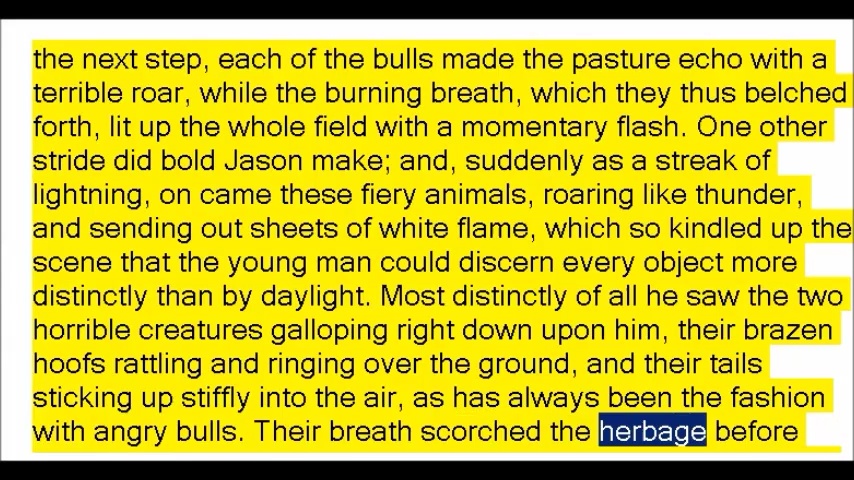 the next step, each of the bulls made the pasture echo with a
terrible roar, while the burning breath, which they thus belched
forth, lit up the whole field with a momentary flash. One other
stride did bold Jason make; and, suddenly as a streak of
lightning, on came these fiery animals, roaring like thunder,
and sending out sheets of white flame, which so kindled up the
scene that the young man could discern every object more
distinctly than by daylight. Most distinctly of all he saw the two
horrible creatures galloping right down upon him, their brazen
hoofs rattling and ringing over the ground, and their tails
sticking up stiffly into the air, as has always been the fashion
with angry bulls. Their breath scorched the herbage before